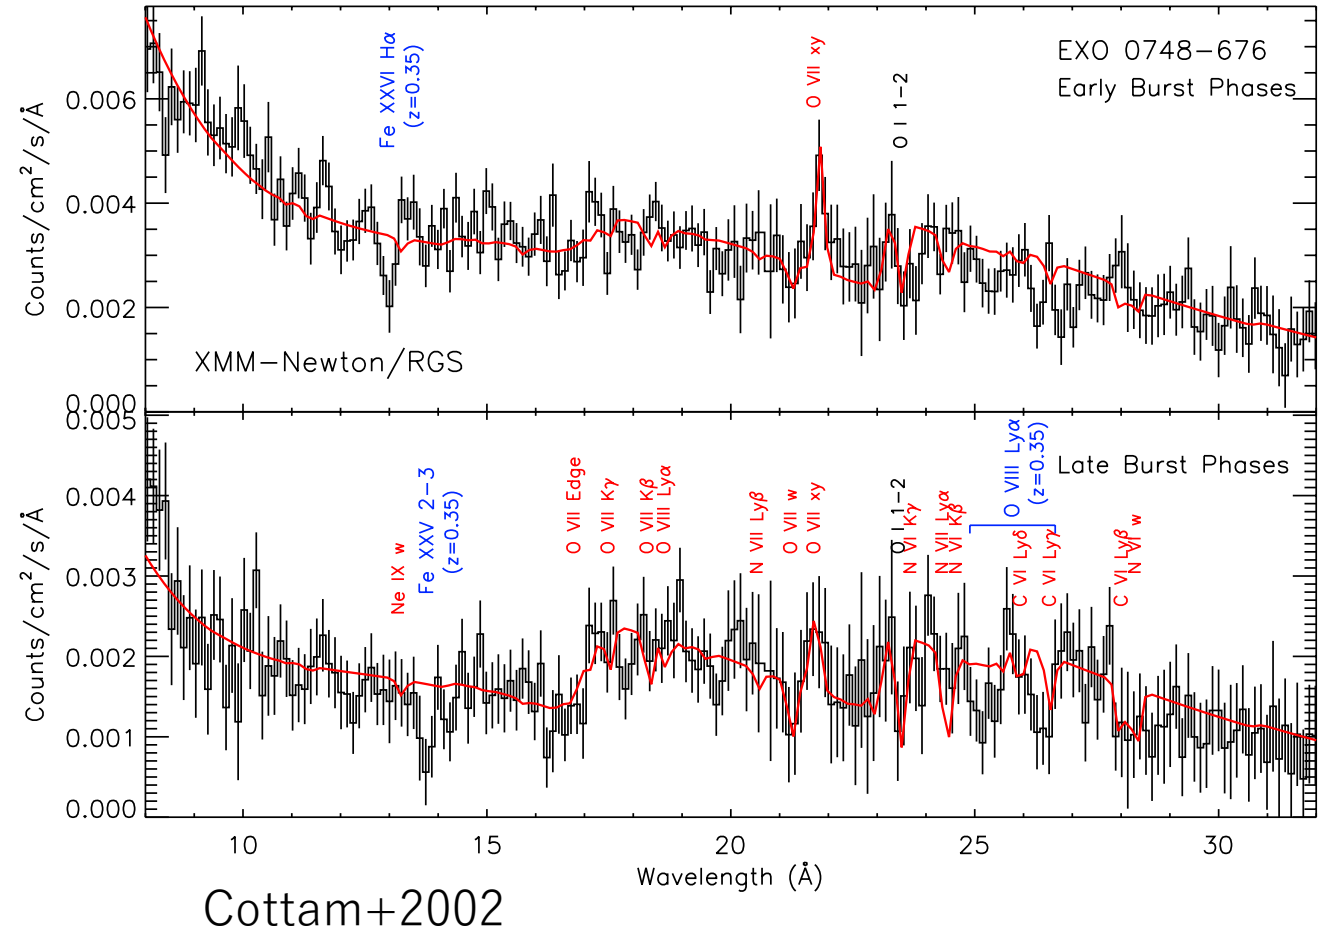 EXO 0748−676
Early Burst Phases
Fe XXVI Hα
(z=0.35)
O VII xy
O I 1−2
XMM−Newton/RGS
Counts/cm²/s/Å
0.006
0.004
0.002
0.000
Late Burst Phases
Ne IX w
Fe XXV 2−3
(z=0.35)
O VII Edge
O VII Kγ
O VII Kβ
O VIII Lyα
N VII Lyβ
O VII w
O VII xy
O I 1−2
N VI Kγ
N VII Lyα
N VI Kβ
O VIII Lyα
(z=0.35)
C VI Lyδ
C VI Lyγ
C VI Lyβ
N VI w
Counts/cm²/s/Å
0.005
0.004
0.003
0.002
0.001
0.000
10 15 20 25 30
Wavelength (Å)
Cottam+2002